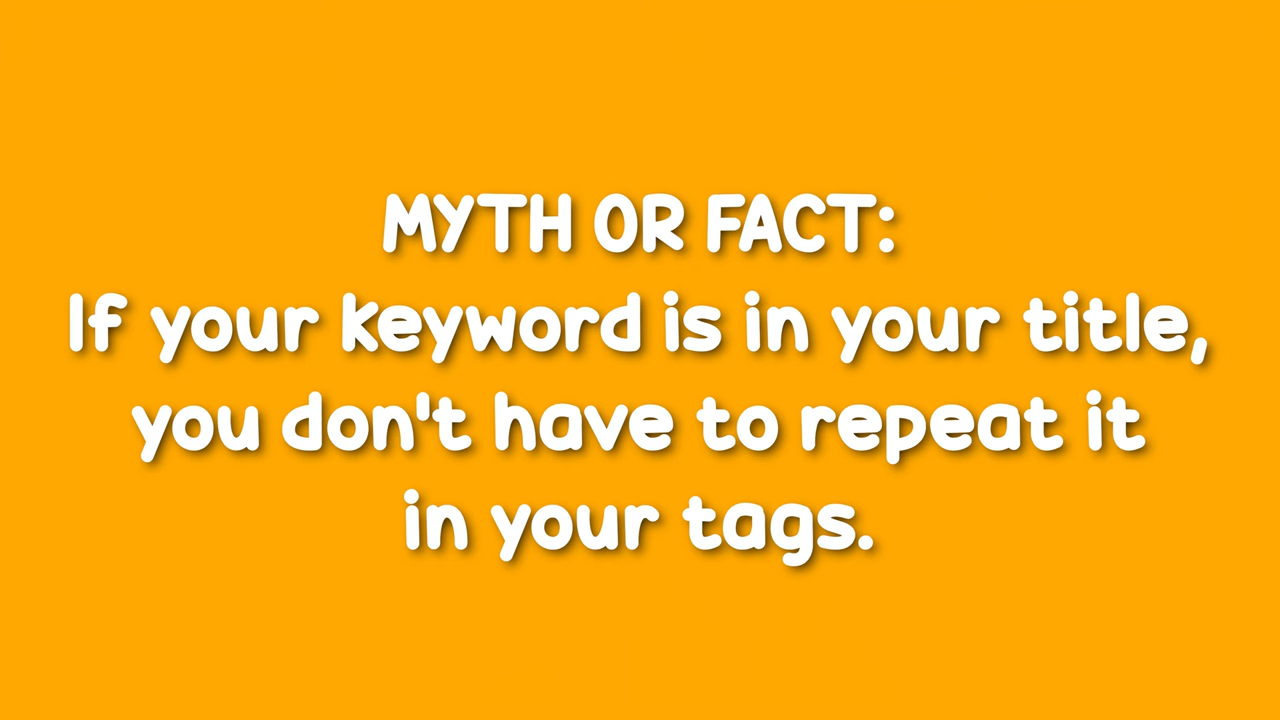 MYTH OR FACT:
If your keyword is in your title,
you don't have to repeat it
in your tags.